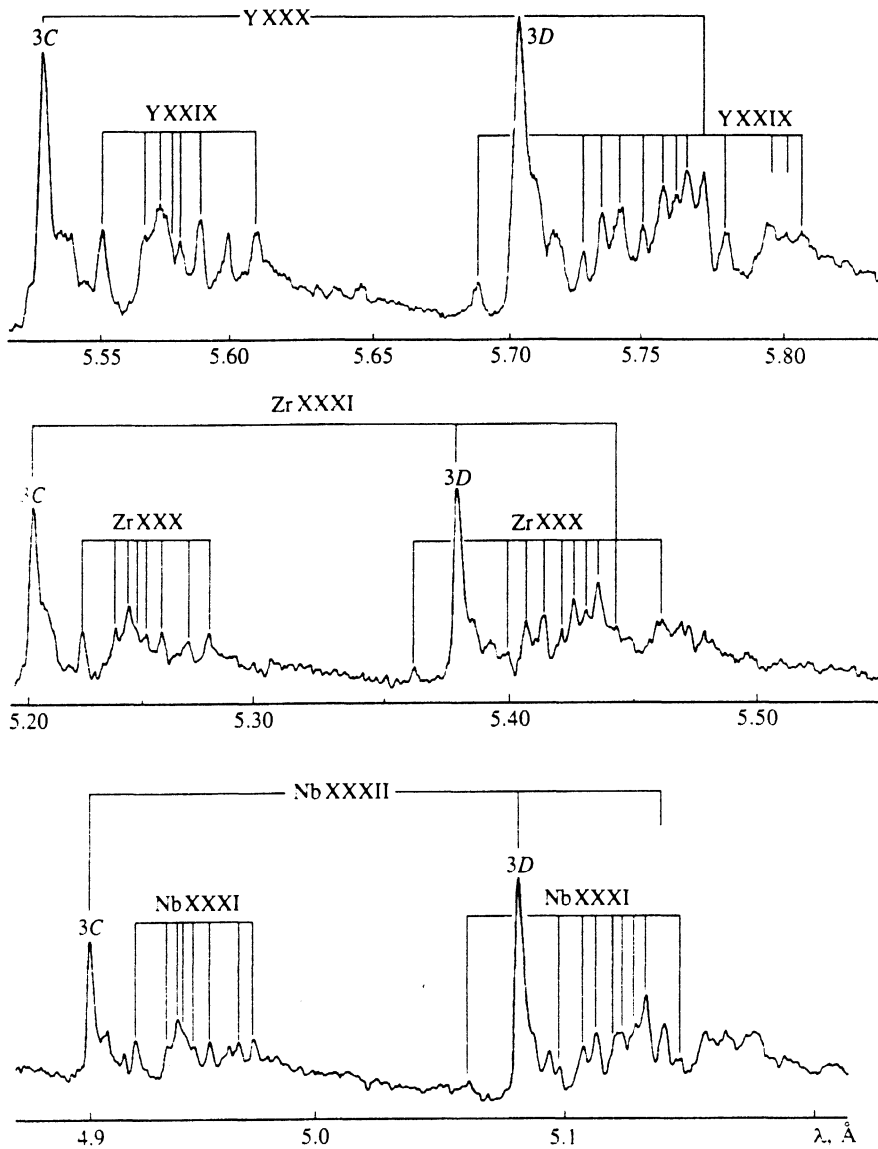 Y XXX
3C 3D
Y XXIX Y XXIX
5.55 5.60 5.65 5.70 5.75 5.80
Zr XXXI
3C 3D
Zr XXX Zr XXX
5.20 5.30 5.40 5.50
Nb XXXII
3D
Nb XXXI Nb XXXI
3C
4.9 5.0 5.1 λ, Å